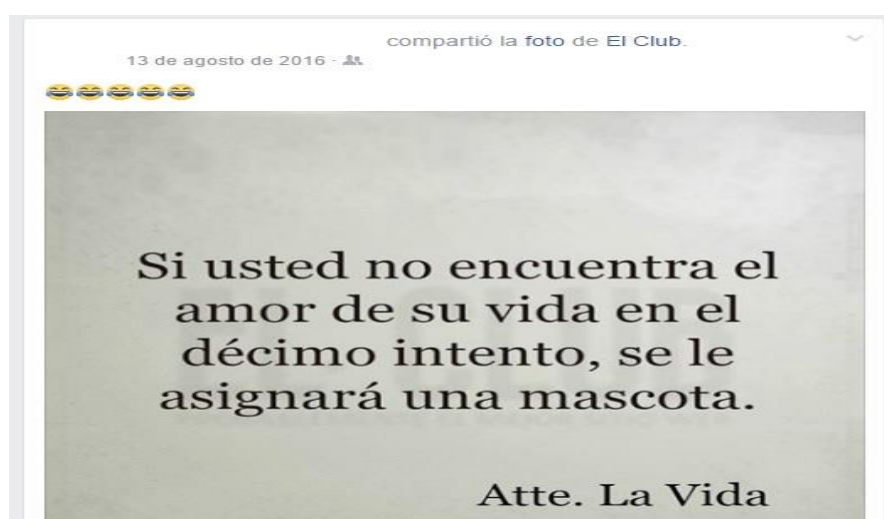 compartió la foto de El Club.
13 de agosto de 2016 ·
😂😂😂😂😂
Si usted no encuentra el
amor de su vida en el
décimo intento, se le
asignará una mascota.
Atte. La Vida